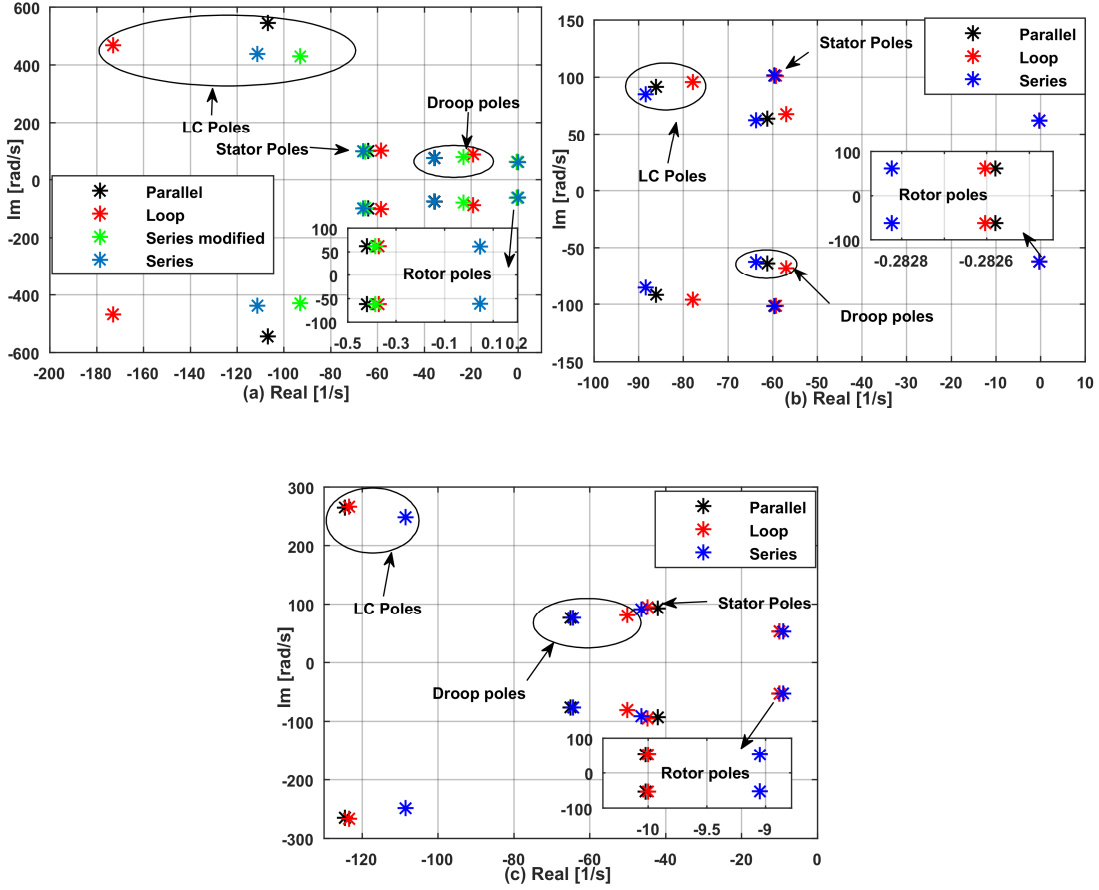 600
400
200
0
-200
-400
-600
Im [rad/s]
LC Poles
Stator Poles
Droop poles
Parallel
Loop
Series modified
Series
100
50
0
-50
-100
Rotor poles
-0.5 -0.3 -0.1 0.1 0.2
-200 -180 -160 -140 -120 -100 -80 -60 -40 -20 0
(a) Real [1/s]
150
100
50
0
-50
-100
-150
Im [rad/s]
Stator Poles
LC Poles
Parallel
Loop
Series
100
0
-100
Rotor poles
-0.2828 -0.2826
Droop poles
-100 -90 -80 -70 -60 -50 -40 -30 -20 -10 0 10
(b) Real [1/s]
300
200
100
0
-100
-200
-300
Im [rad/s]
Parallel
Loop
Series
LC Poles
Stator Poles
Droop poles
100
0
-100
Rotor poles
-10 -9.5 -9
-120 -100 -80 -60 -40 -20 0
(c) Real [1/s]